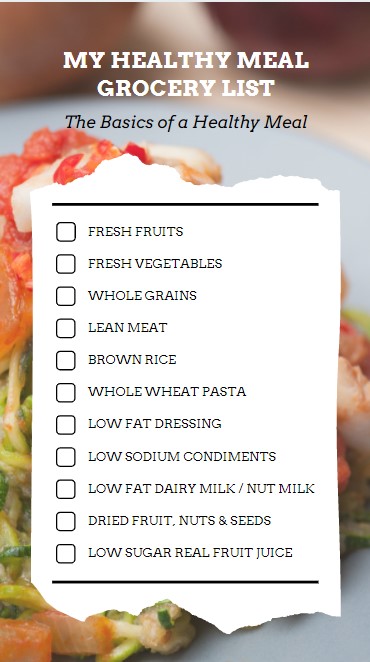 MY HEALTHY MEAL
GROCERY LIST
The Basics of a Healthy Meal
FRESH FRUITS
FRESH VEGETABLES
WHOLE GRAINS
LEAN MEAT
BROWN RICE
WHOLE WHEAT PASTA
LOW FAT DRESSING
LOW SODIUM CONDIMENTS
LOW FAT DAIRY MILK / NUT MILK
DRIED FRUIT, NUTS & SEEDS
LOW SUGAR REAL FRUIT JUICE